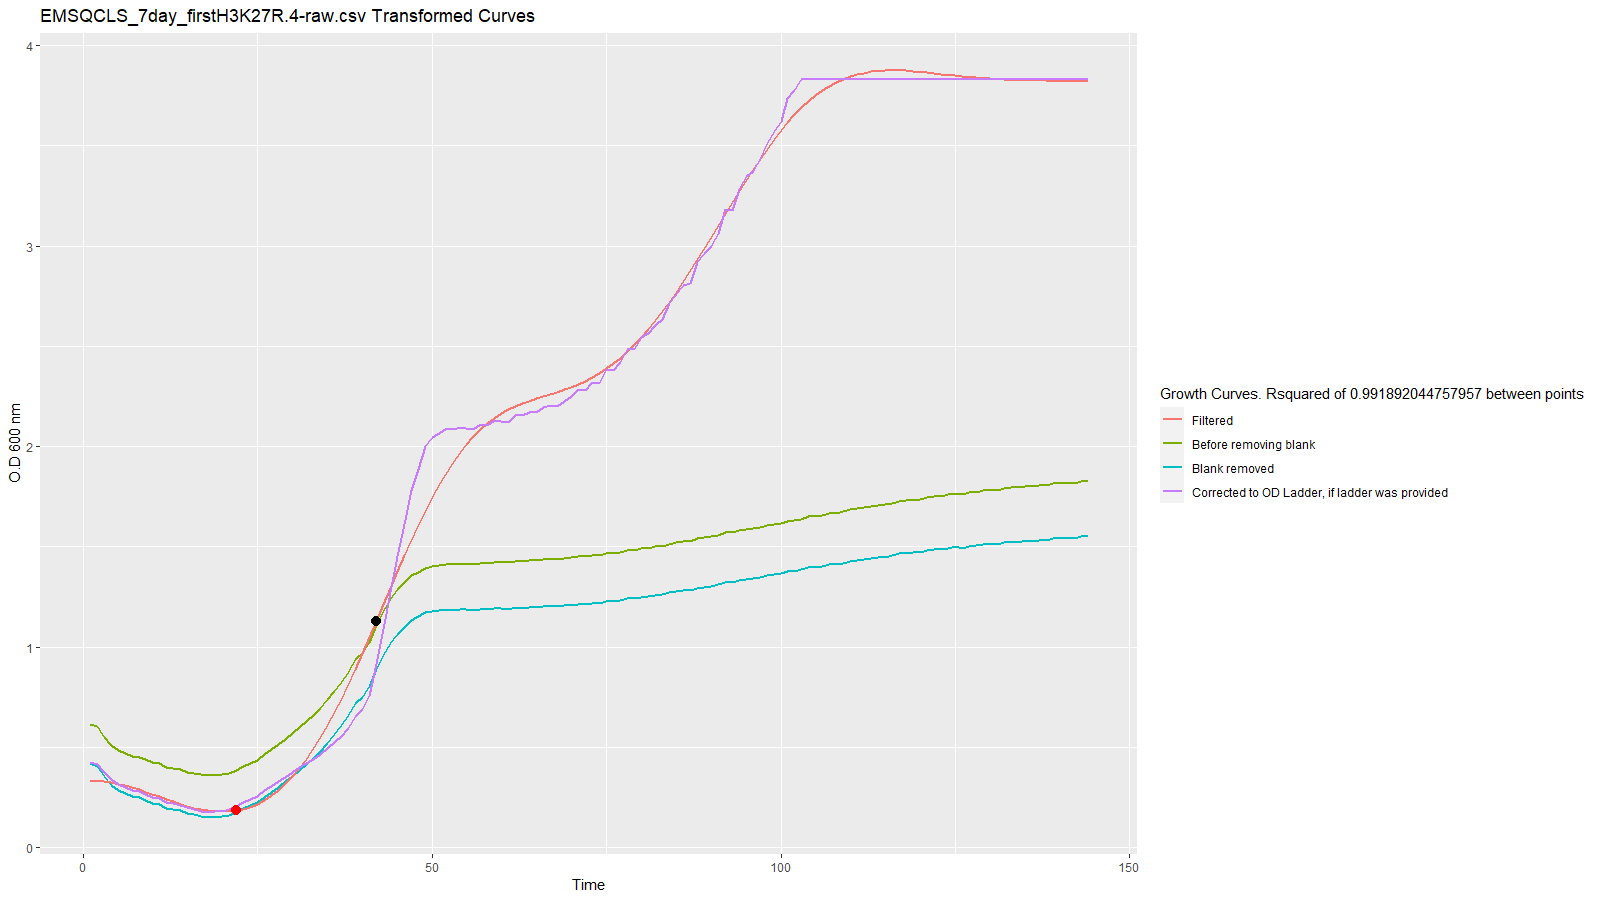 EMSQCLS_7day_firstH3K27R.4-raw.csv Transformed Curves
4
3
2
1
0
O.D 600 nm
0
50
100
150
Time
Growth Curves. Rsquared of 0.991892044757957 between points
Filtered
Before removing blank
Blank removed
Corrected to OD Ladder, if ladder was provided